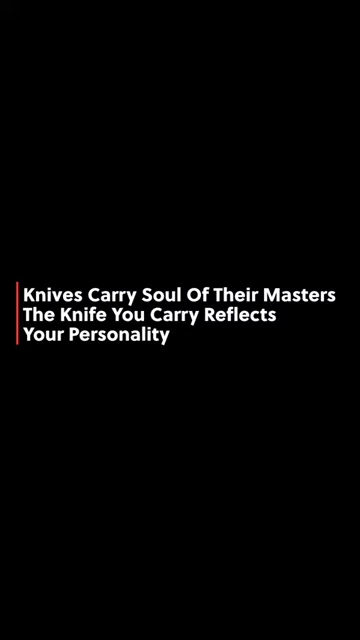 Knives Carry Soul Of Their Masters
The Knife You Carry Reflects
Your Personality